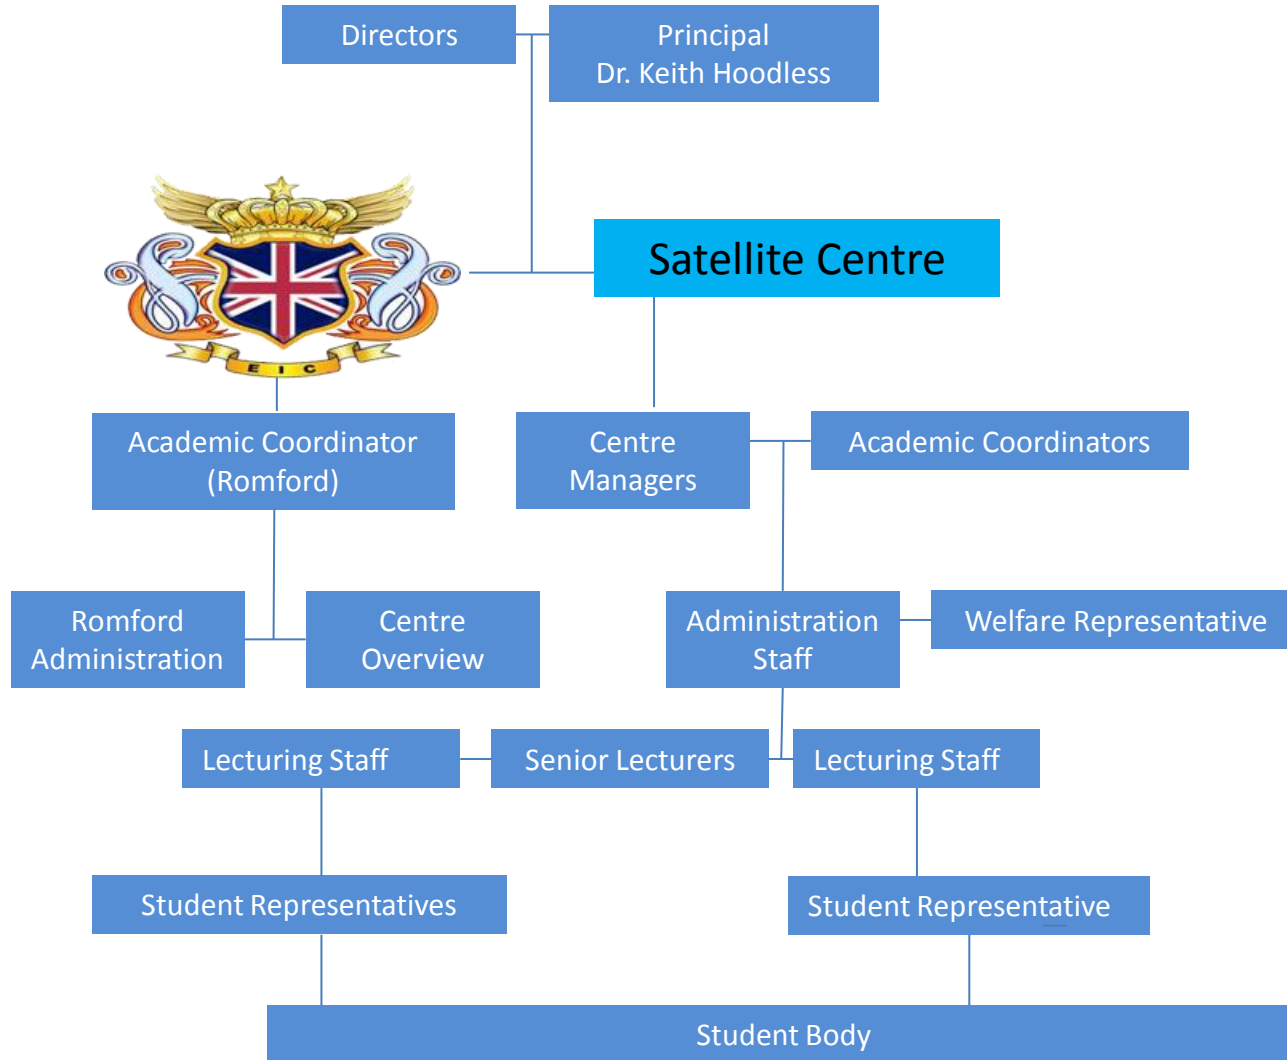 Directors
Principal
Dr. Keith Hoodless
Satellite Centre
E I C
Academic Coordinator
(Romford)
Centre
Managers
Academic Coordinators
Romford
Administration
Centre
Overview
Administration
Staff
Welfare Representative
Lecturing Staff
Senior Lecturers
Lecturing Staff
Student Representatives
Student Representative
Student Body